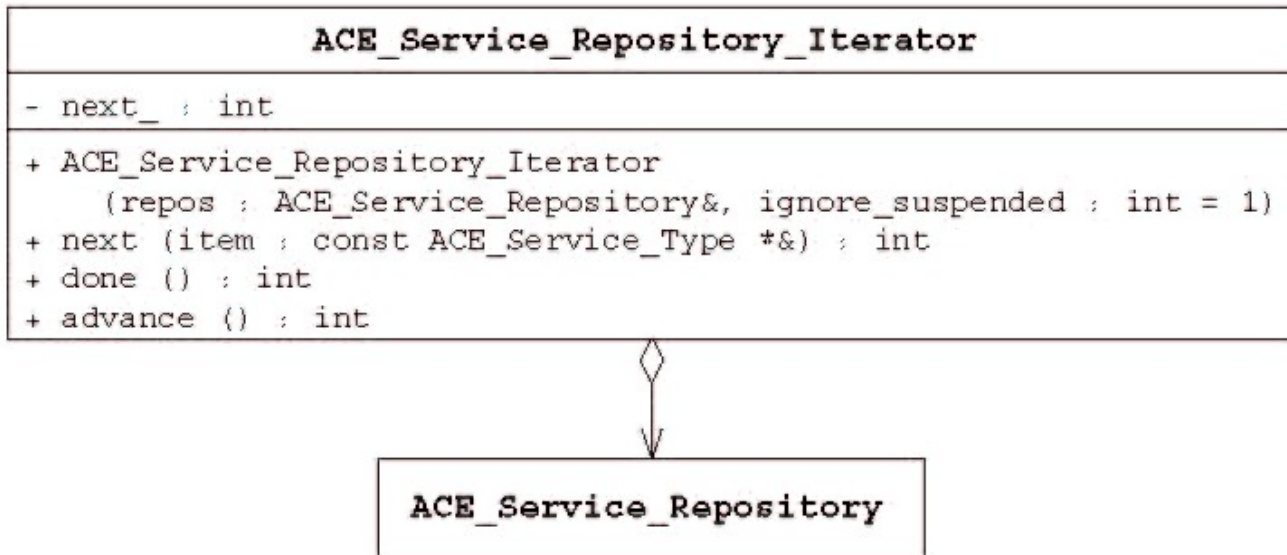 ACE_Service_Repository_Iterator
- next_ : int
+ ACE_Service_Repository_Iterator
(repos : ACE_Service_Repository&, ignore_suspended : int = 1)
+ next (item : const ACE_Service_Type *&) : int
+ done () : int
+ advance () : int
ACE_Service_Repository